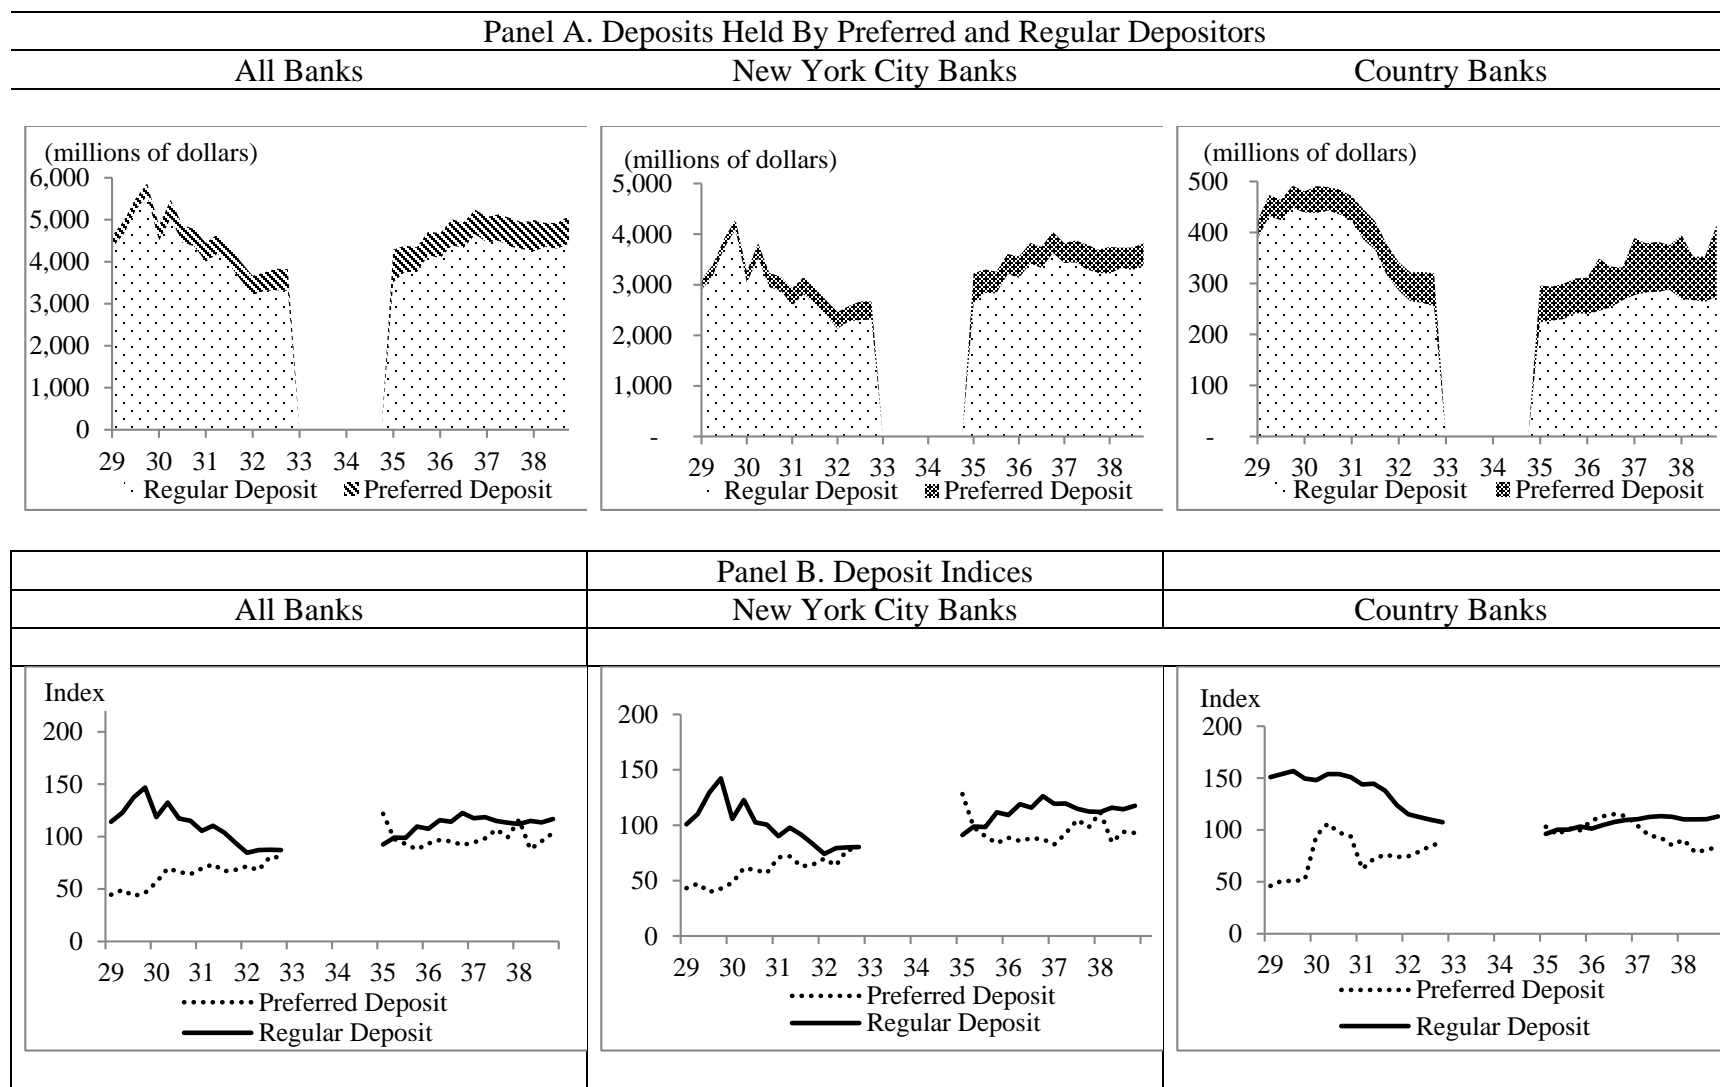 Panel A. Deposits Held By Preferred and Regular Depositors
All Banks
New York City Banks
Country Banks
(millions of dollars)
6,000
5,000
4,000
3,000
2,000
1,000
0
29 30 31 32 33 34 35 36 37 38
Regular Deposit Preferred Deposit
(millions of dollars)
5,000
4,000
3,000
2,000
1,000
-
29 30 31 32 33 34 35 36 37 38
Regular Deposit Preferred Deposit
(millions of dollars)
500
400
300
200
100
-
29 30 31 32 33 34 35 36 37 38
Regular Deposit Preferred Deposit
Panel B. Deposit Indices
All Banks
New York City Banks
Country Banks
Index
200
150
100
50
0
29 30 31 32 33 34 35 36 37 38
Preferred Deposit
Regular Deposit
200
150
100
50
0
29 30 31 32 33 34 35 36 37 38
Preferred Deposit
Regular Deposit
Index
200
150
100
50
0
29 30 31 32 33 34 35 36 37 38
Preferred Deposit
Regular Deposit